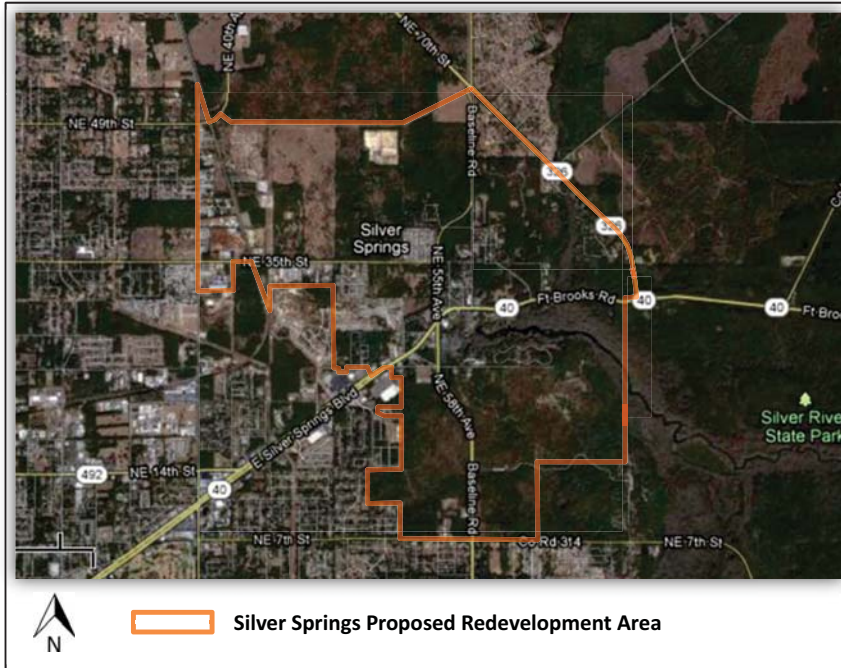 NE 40th A
NE 70th St
NE 49th St
Baseline Rd
326
Silver
Springs
326
NE 35th St
NE 55th Ave
40
Ft Brooks Rd
40
40
Ft Broo
NE 58th Ave
E Silver Springs Blvd
Silver River
State Park
NE 14th St
492
40
Baseline Rd
NE 7th St
Co Rd 314
NE 7th St
N
Silver Springs Proposed Redevelopment Area